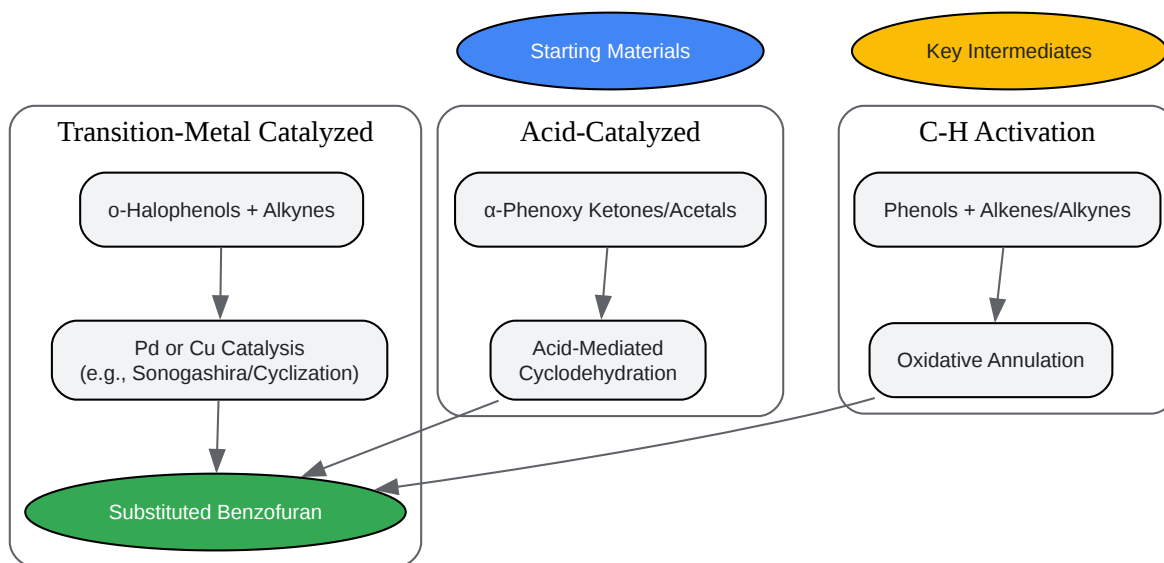 Starting Materials
Key Intermediates
Transition-Metal Catalyzed
Acid-Catalyzed
C-H Activation
o-Halophenols + Alkynes
α-Phenoxy Ketones/Acetals
Phenols + Alkenes/Alkynes
Pd or Cu Catalysis
(e.g., Sonogashira/Cyclization)
Acid-Mediated
Cyclodehydration
Oxidative Annulation
Substituted Benzofuran